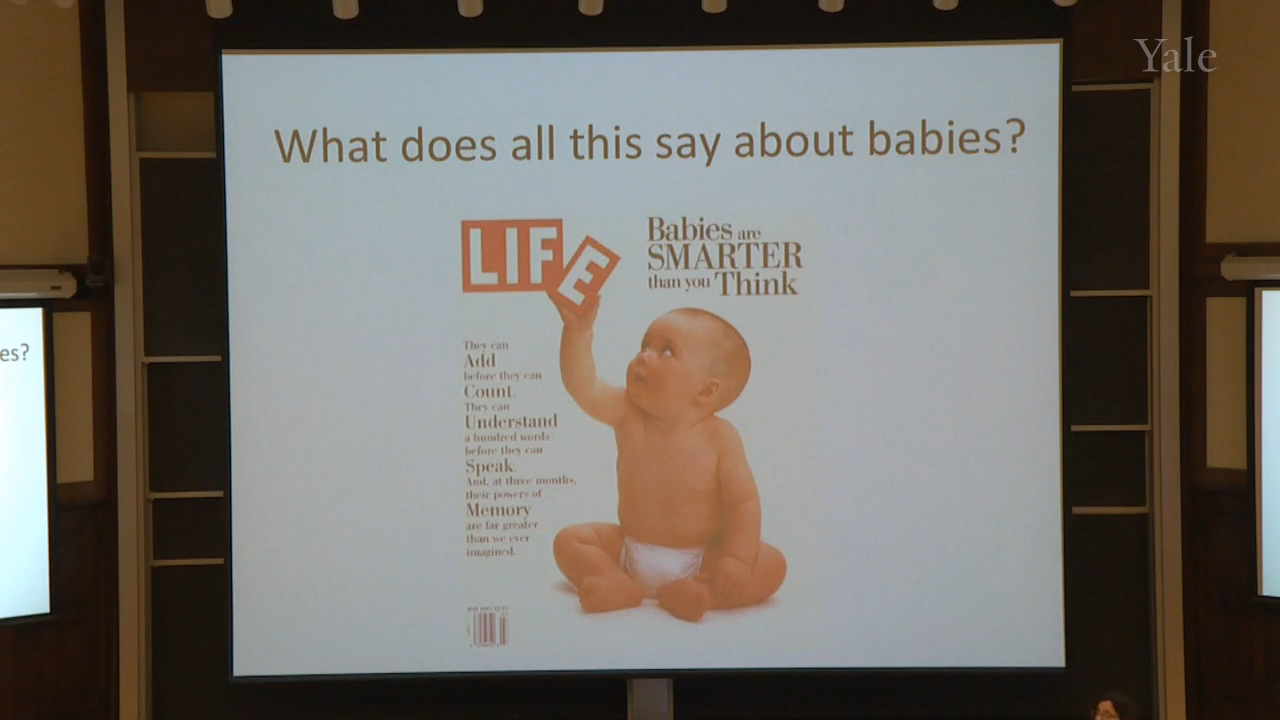 Yale
What does all this say about babies?
es?
LIFE
Babies are
SMARTER
than you Think
They can
Add
before they can
Count.
They can
Understand
a hundred words
before they can
Speak.
And, at three months,
their powers of
Memory
are far greater
than we ever
imagined.